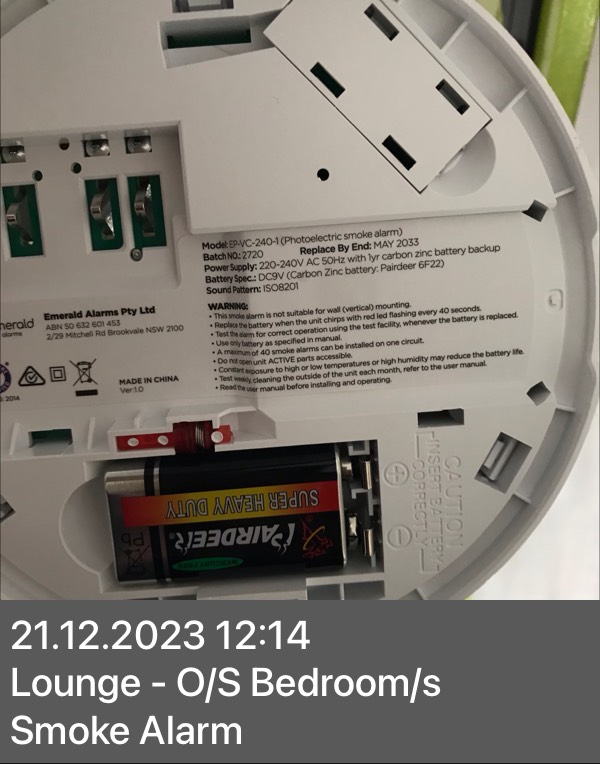 Model: EP-VC-240-1 (Photoelectric smoke alarm)
Batch NO.: 2720 Replace By End: MAY 2033
Power Supply: 220-240V AC 50Hz with 1yr carbon zinc battery backup
Battery Spec.: DC9V (Carbon Zinc battery: Pairdeer 6F22)
Sound Pattern: ISO8201
WARNING:
• This smoke alarm is not suitable for wall (vertical) mounting.
• Replace the battery when the unit chirps with red led flashing every 40 seconds.
• Test the alarm for correct operation using the test facility, whenever the battery is replaced.
• Use only battery as specified in manual.
• A maximum of 40 smoke alarms can be installed on one circuit.
• Do not open unit ACTIVE parts accessible.
• Constant exposure to high or low temperatures or high humidity may reduce the battery life.
• Test weekly, cleaning the outside of the unit each month, refer to the user manual.
• Read the user manual before installing and operating.
Emerald Alarms Pty Ltd
ABN 50 632 601 453
2/29 Mitchell Rd Brookvale NSW 2100
alarms
MADE IN CHINA
Ver:1.0
CAUTION
INSERT BATTERY
CORRECTLY
SUPER HEAVY DUTY
PAIRDEER
Pb
MERCURY FREE
21.12.2023 12:14
Lounge - O/S Bedroom/s
Smoke Alarm